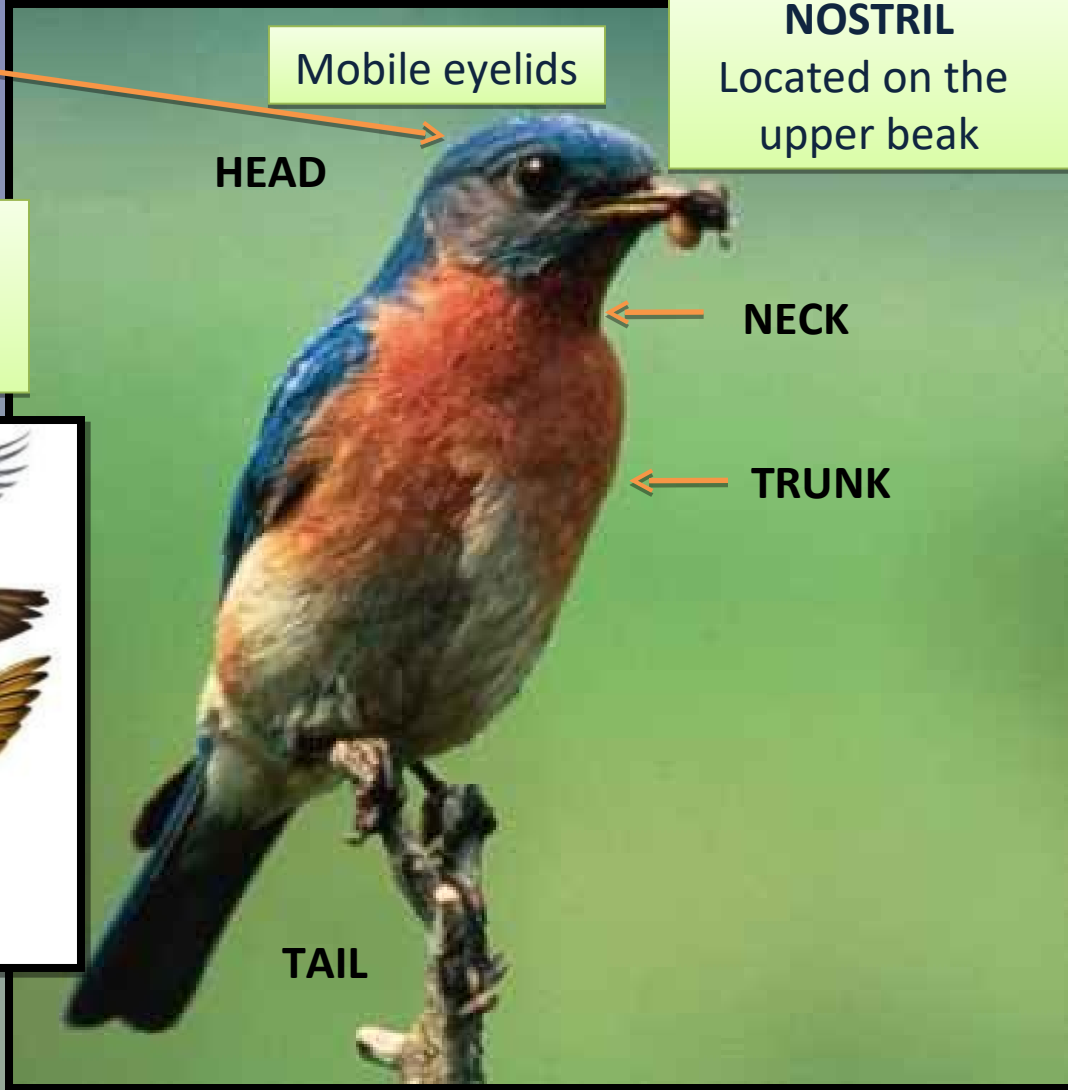 NOSTRIL
Located on the
upper beak
Mobile eyelids
HEAD
NECK
TRUNK
TAIL